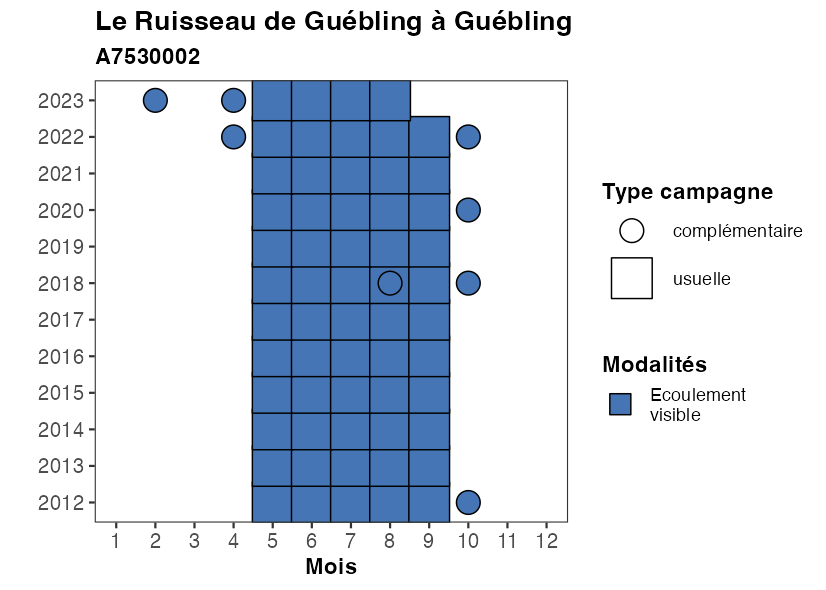 Le Ruisseau de Guébling à Guébling
A7530002
2023
2022
2021
2020
2019
2018
2017
2016
2015
2014
2013
2012
1 2 3 4 5 6 7 8 9 10 11 12
Mois
Type campagne
complémentaire
usuelle
Modalités
Ecoulement
visible